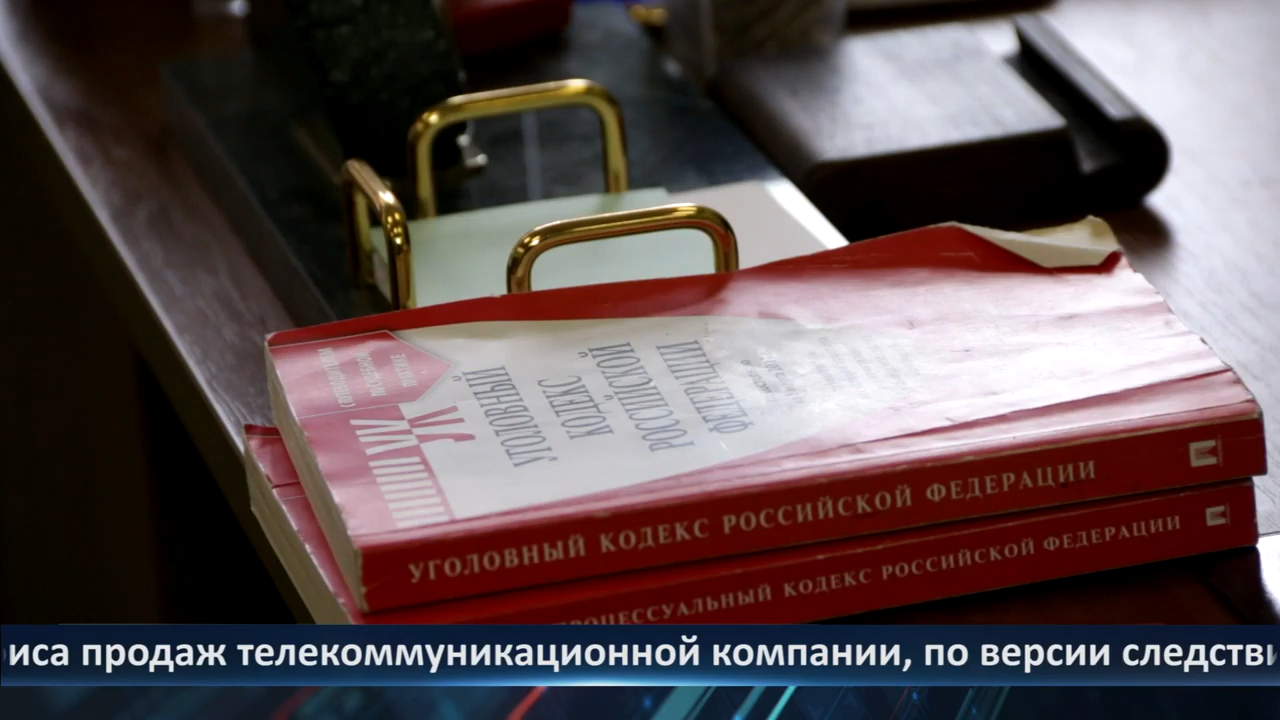 УГОЛОВНЫЙ
КОДЕКС
РОССИЙСКОЙ
ФЕДЕРАЦИИ
УГОЛОВНЫЙ КОДЕКС РОССИЙСКОЙ ФЕДЕРАЦИИ
ПРОЦЕССУАЛЬНЫЙ КОДЕКС РОССИЙСКОЙ ФЕДЕРАЦИИ
иса продаж телекоммуникационной компании, по версии следстви